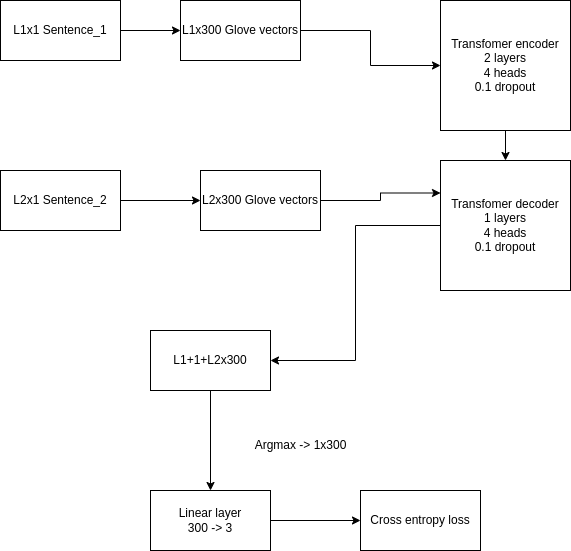 L1x1 Sentence_1
L1x300 Glove vectors
Transfomer encoder
2 layers
4 heads
0.1 dropout
L2x1 Sentence_2
L2x300 Glove vectors
Transfomer decoder
1 layers
4 heads
0.1 dropout
L1+1+L2x300
Argmax -> 1x300
Linear layer
300 -> 3
Cross entropy loss